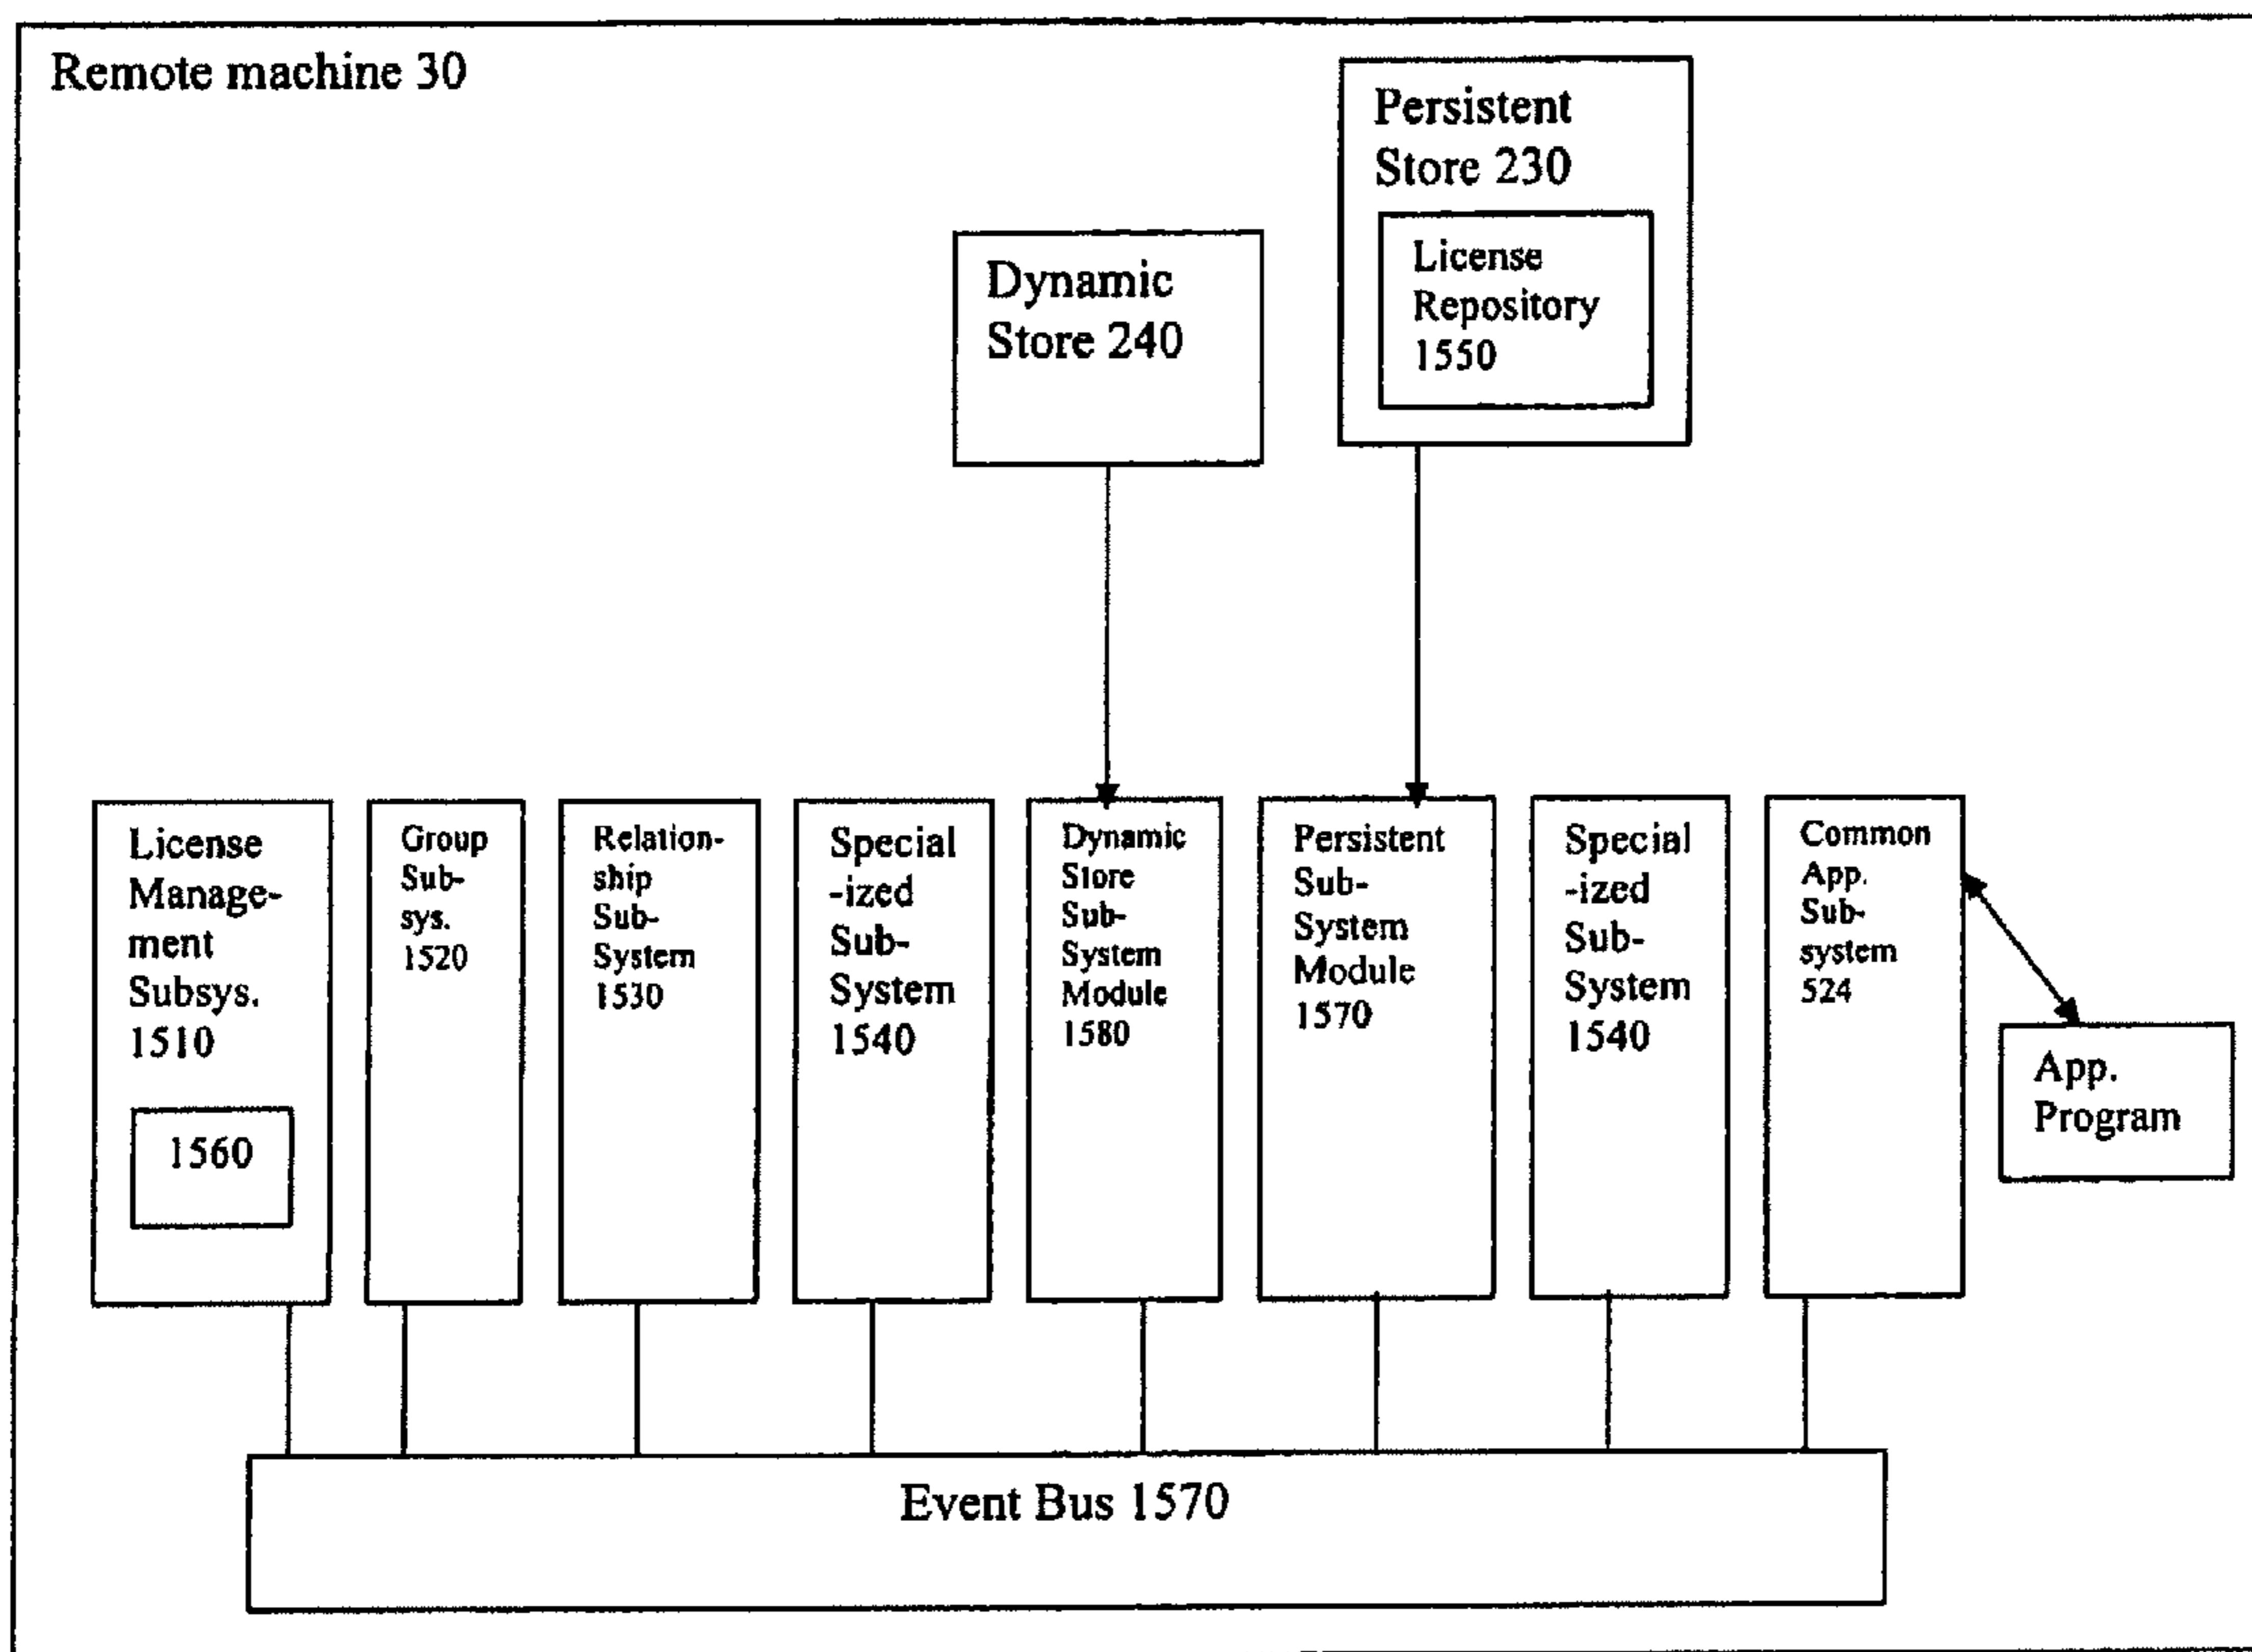 Remote machine 30
Persistent
Store 230
License
Repository
1550
Dynamic
Store 240
License
Manage-
ment
Subsys.
1510
1560
Group
Sub-
sys.
1520
Relation-
ship
Sub-
System
1530
Special
-ized
Sub-
System
1540
Dynamic
Store
Sub-
System
Module
1580
Persistent
Sub-
System
Module
1570
Special
-ized
Sub-
System
1540
Common
App.
Sub-
system
524
App.
Program
Event Bus 1570